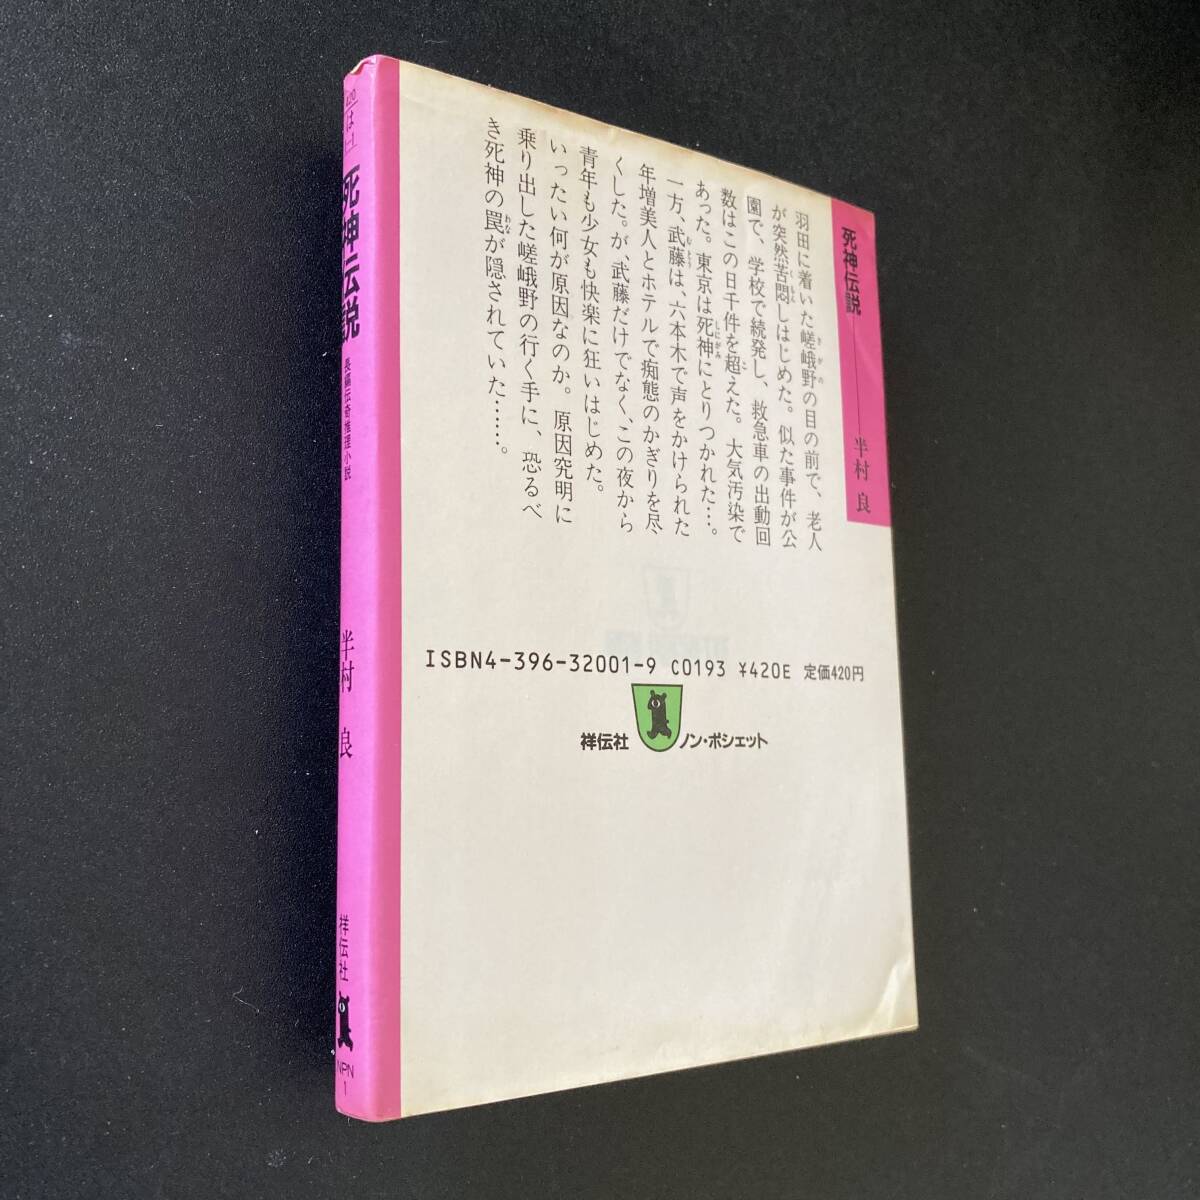 死神伝説 半村 良
羽田に着いた嵯峨野の目の前で、老人
が突然苦悶しはじめた。似た事件が公
園で、学校で続発し、救急車の出動回
数はこの日千件を超えた。大気汚染で
あった。東京は死神にとりつかれた…。
一方、武藤は、六本木で声をかけられた
年増美人とホテルで痴態のかぎりを尽
くした。が、武藤だけでなく、この夜から
青年も少女も快楽に狂いはじめた。
いったい何が原因なのか。原因究明に
乗り出した嵯峨野の行く手に、恐るべ
き死神の罠が隠されていた……。
ISBN4-396-32001-9 C0193 ¥420E 定価420円
祥伝社 ノン・ポシェット
420
は-1
死神伝説
長編伝奇推理小説
半村 良
祥伝社
NPN
1